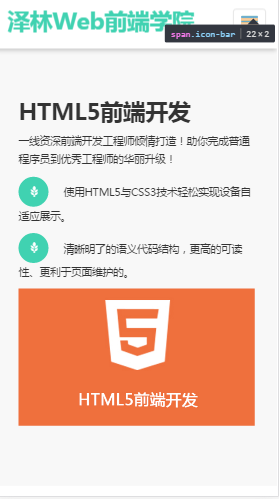 泽林Web前端学院
span.icon-bar | 22×2
HTML5前端开发
一线资深前端开发工程师倾情打造！助你完成普通
程序员到优秀工程师的华丽升级！
使用HTML5与CSS3技术轻松实现设备自
适应展示。
清晰明了的语义代码结构，更高的可读
性、更利于页面维护的。
HTML5前端开发